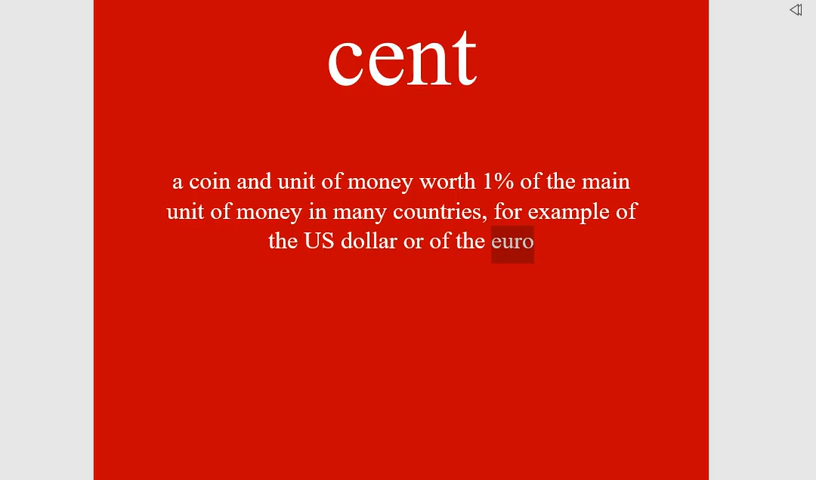 cent
a coin and unit of money worth 1% of the main
unit of money in many countries, for example of
the US dollar or of the euro